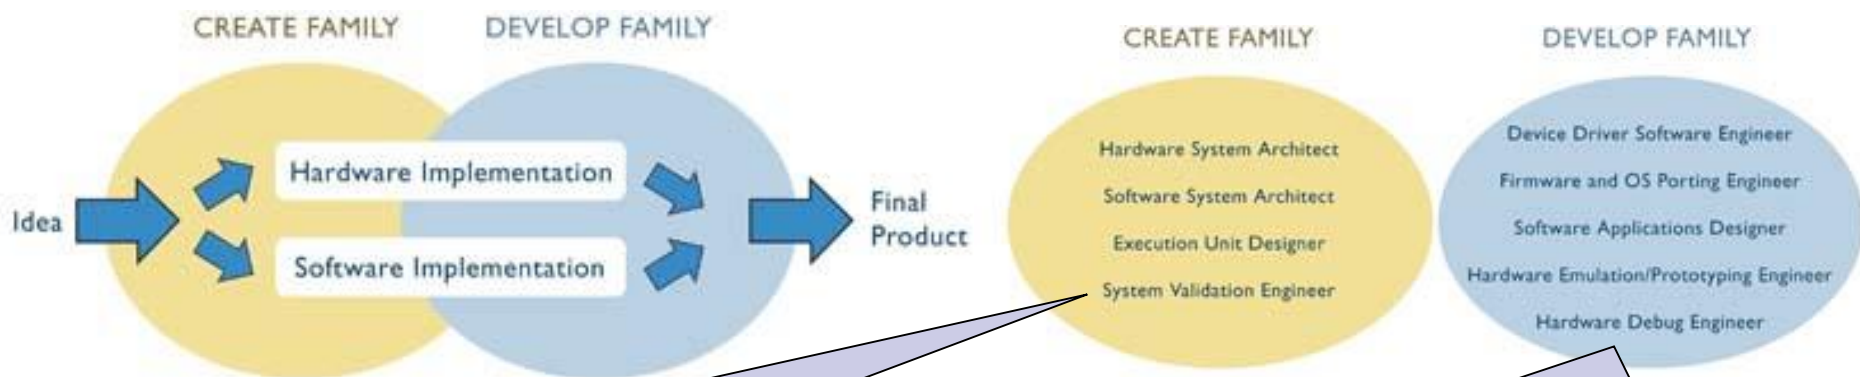 CREATE FAMILY
DEVELOP FAMILY
Idea
Hardware Implementation
Software Implementation
Final
Product
CREATE FAMILY
Hardware System Architect
Software System Architect
Execution Unit Designer
System Validation Engineer
DEVELOP FAMILY
Device Driver Software Engineer
Firmware and OS Porting Engineer
Software Applications Designer
Hardware Emulation/Prototyping Engineer
Hardware Debug Engineer